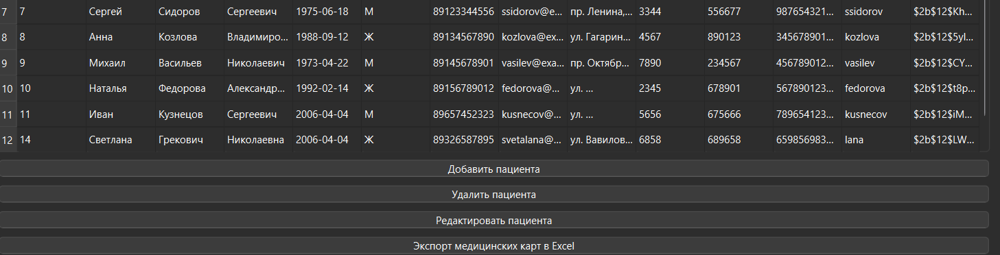 7 7 Сергей Сидоров Сергеевич 1975-06-18 М 89123344556 ssidorov@e... пр. Ленина,... 3344 556677 987654321... ssidorov $2b$12$Kh...
8 8 Анна Козлова Владимиро... 1988-09-12 Ж 89134567890 kozlova@ex... ул. Гагарин... 4567 890123 345678901... kozlova $2b$12$5yl...
9 9 Михаил Васильев Николаевич 1973-04-22 М 89145678901 vasilev@exa... пр. Октябр... 7890 234567 456789012... vasilev $2b$12$CY...
10 10 Наталья Федорова Александр... 1992-02-14 Ж 89156789012 fedorova@... ул. ... 2345 678901 567890123... fedorova $2b$12$t8p...
11 11 Иван Кузнецов Сергеевич 2006-04-04 М 89657452323 kusnecov@... ул. ... 5656 675666 789654123... kusnecov $2b$12$iM...
12 14 Светлана Грекович Николаевна 2006-04-04 Ж 89326587895 svetalana@... ул. Вавилов... 6858 689658 659856983... lana $2b$12$LW...
Добавить пациента
Удалить пациента
Редактировать пациента
Экспорт медицинских карт в Excel